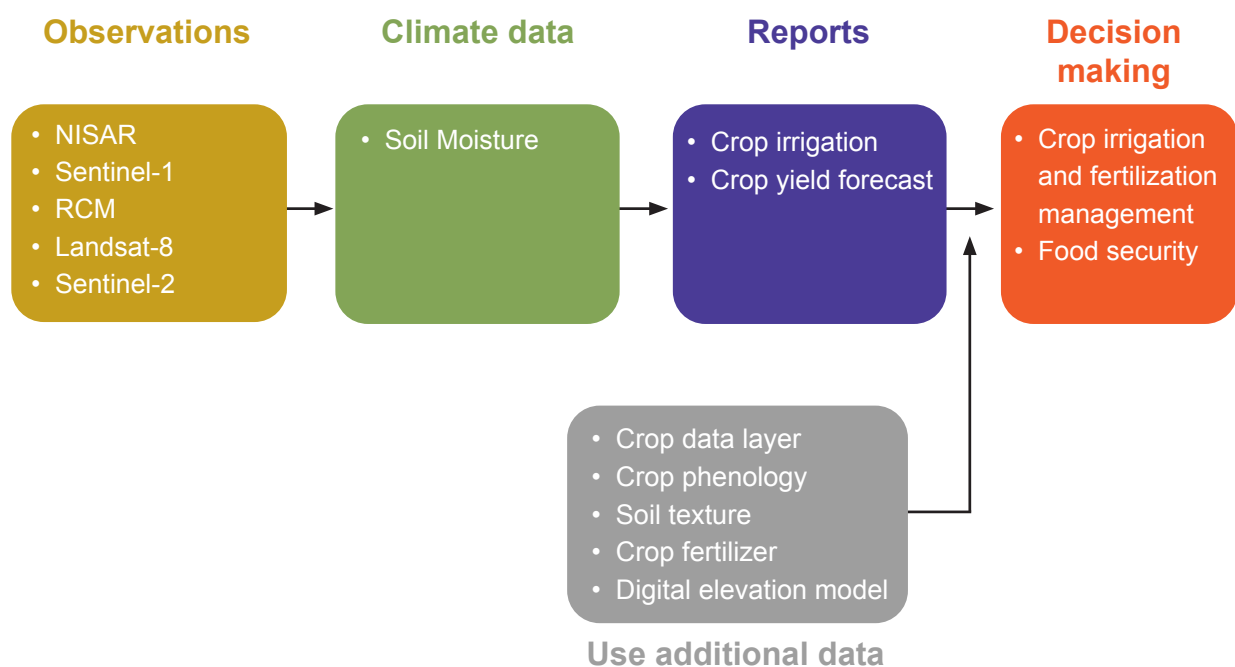 Observations
Climate data
Reports
Decision
making
• NISAR
• Sentinel-1
• RCM
• Landsat-8
• Sentinel-2
• Soil Moisture
• Crop irrigation
• Crop yield forecast
• Crop irrigation
and fertilization
management
• Food security
• Crop data layer
• Crop phenology
• Soil texture
• Crop fertilizer
• Digital elevation model
Use additional data